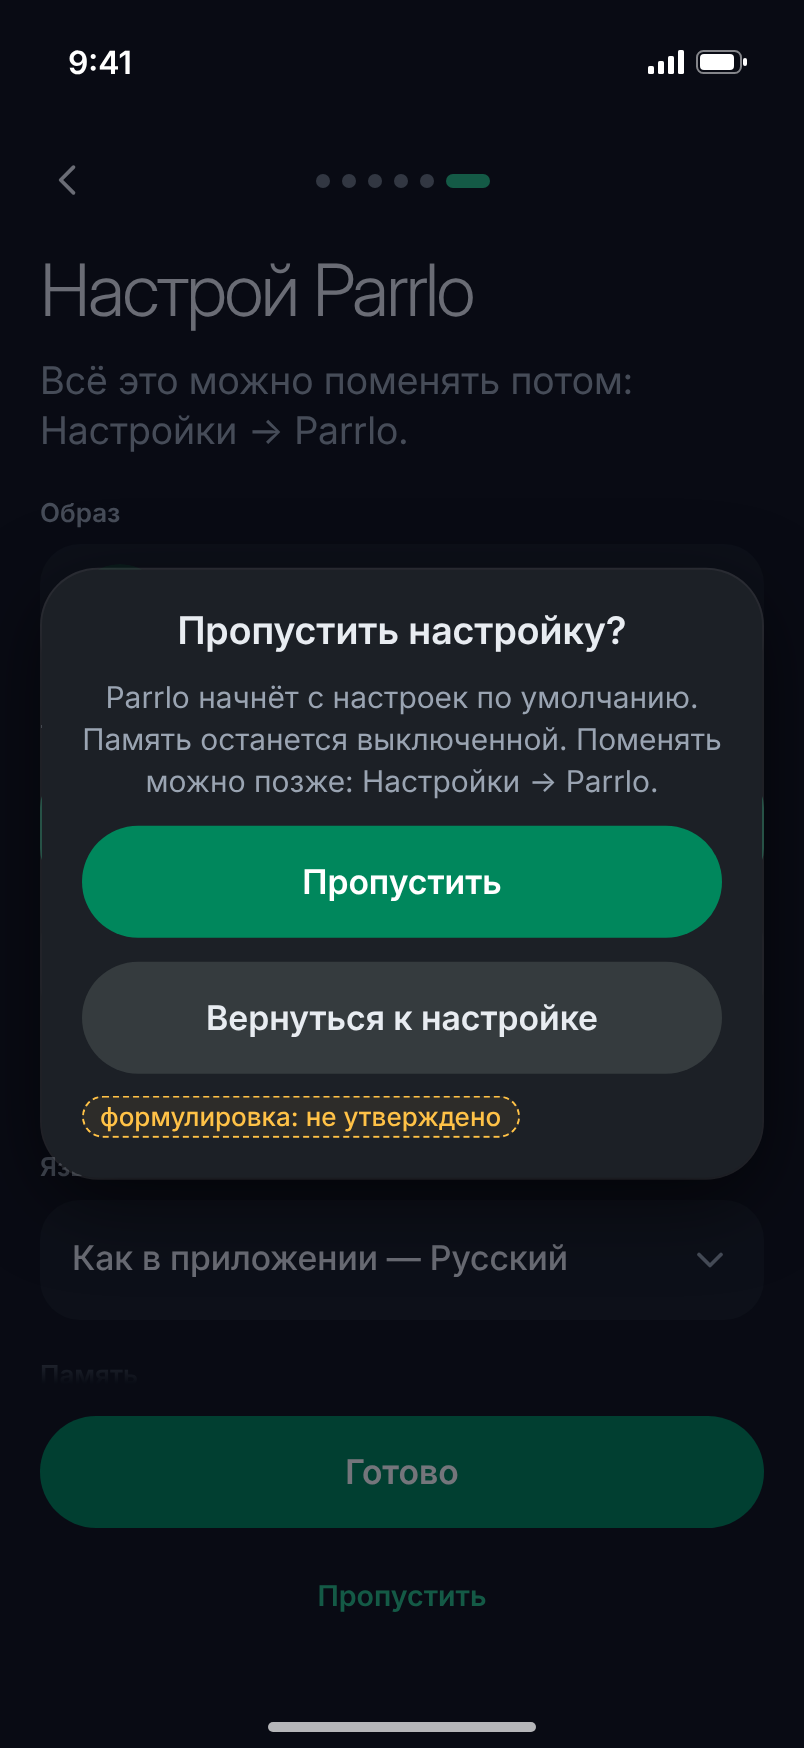 9:41
Настрой Parrlo
Всё это можно поменять потом:
Настройки → Parrlo.
Образ
Пропустить настройку?
Parrlo начнёт с настроек по умолчанию.
Память останется выключенной. Поменять
можно позже: Настройки → Parrlo.
Пропустить
Вернуться к настройке
формулировка: не утверждено
Как в приложении — Русский
Память
Готово
Пропустить